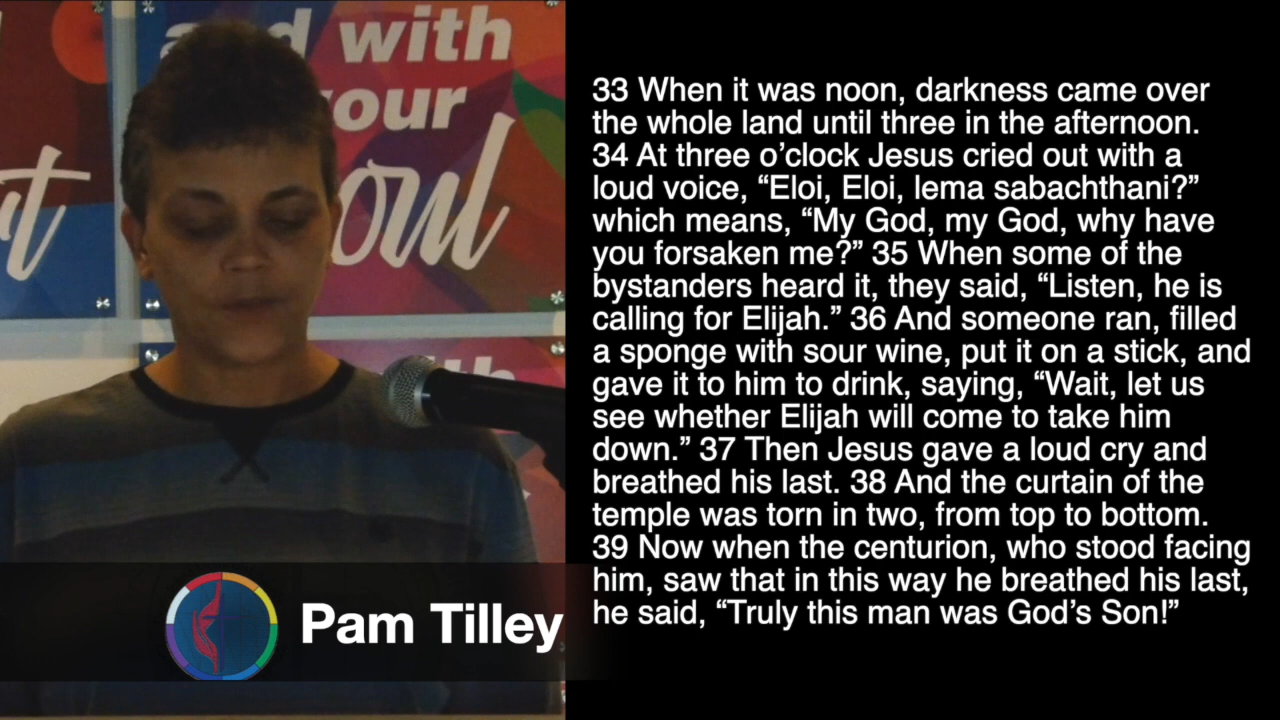 and with
your
rt
oul
with
Pam Tilley
33 When it was noon, darkness came over
the whole land until three in the afternoon.
34 At three o’clock Jesus cried out with a
loud voice, “Eloi, Eloi, lema sabachthani?”
which means, “My God, my God, why have
you forsaken me?” 35 When some of the
bystanders heard it, they said, “Listen, he is
calling for Elijah.” 36 And someone ran, filled
a sponge with sour wine, put it on a stick, and
gave it to him to drink, saying, “Wait, let us
see whether Elijah will come to take him
down.” 37 Then Jesus gave a loud cry and
breathed his last. 38 And the curtain of the
temple was torn in two, from top to bottom.
39 Now when the centurion, who stood facing
him, saw that in this way he breathed his last,
he said, “Truly this man was God’s Son!”